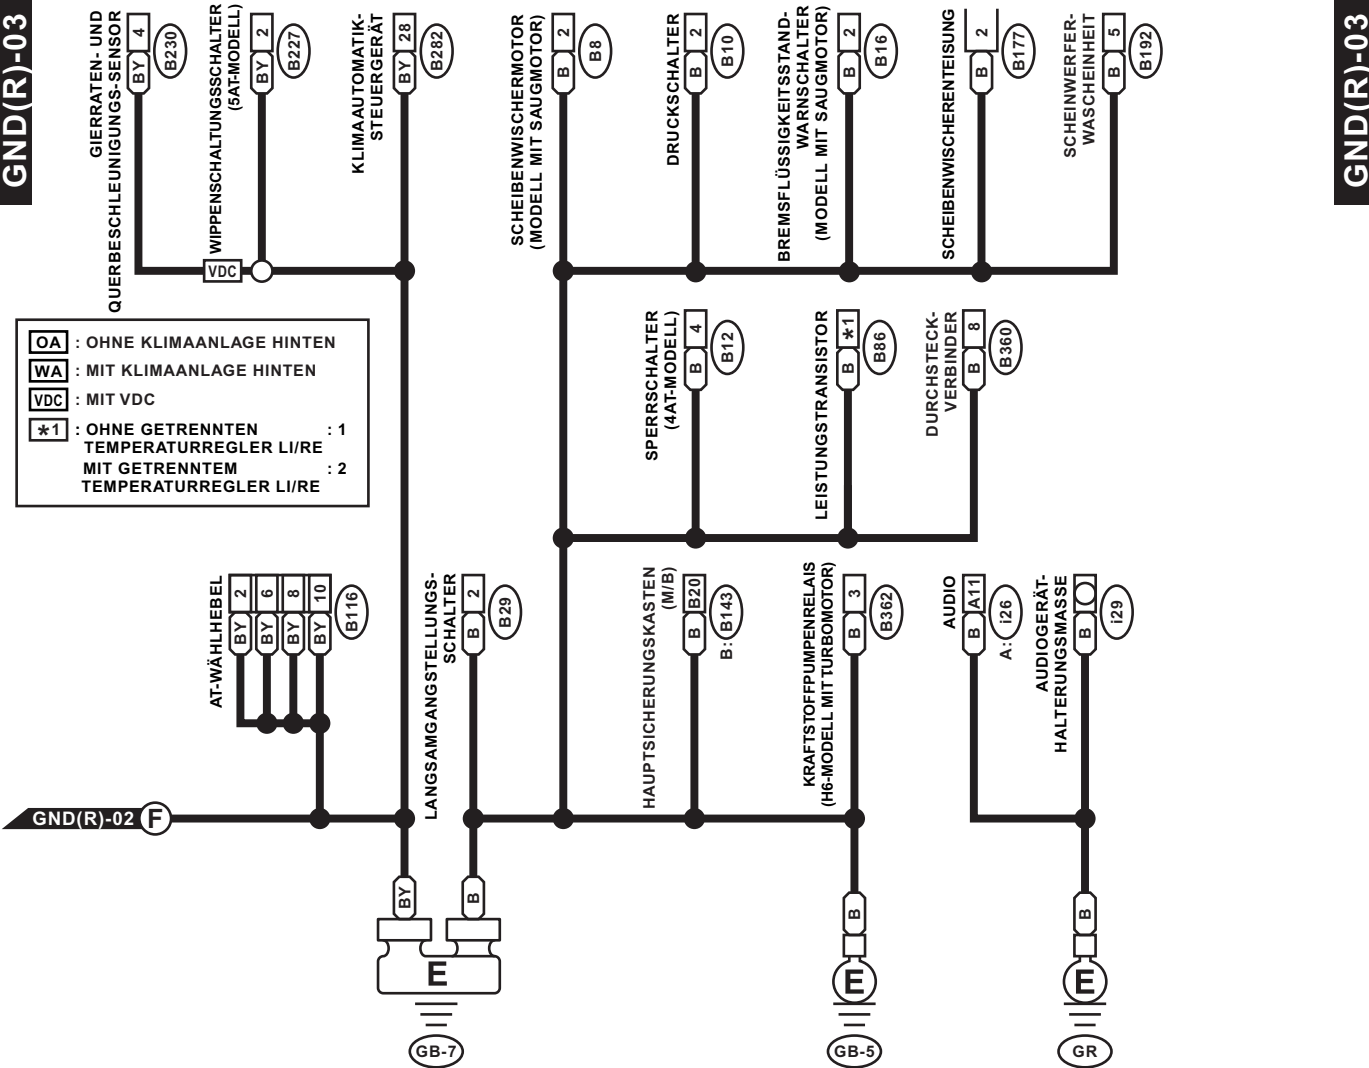 GND(R)-03
GND(R)-03
GIERRATEN- UND
QUERBESCHLEUNIGUNGS-SENSOR
4
BY
B230
WIPPENSCHALTUNGSSCHALTER
(5AT-MODELL)
2
BY
B227
KLIMAAUTOMATIK-
STEUERGERÄT
28
BY
B282
SCHEIBENWISCHERMOTOR
(MODELL MIT SAUGMOTOR)
2
B
B8
DRUCKSCHALTER
2
B
B10
BREMSFLÜSSIGKEITSSTAND-
WARNSCHALTER
(MODELL MIT SAUGMOTOR)
2
B
B16
SCHEIBENWISCHERENTEISUNG
2
B
B177
SCHEINWERFER-
WASCHEINHEIT
5
B
B192
VDC
OA : OHNE KLIMAANLAGE HINTEN
WA : MIT KLIMAANLAGE HINTEN
VDC : MIT VDC
*1 : OHNE GETRENNTEN : 1
TEMPERATURREGLER LI/RE
MIT GETRENNTEM : 2
TEMPERATURREGLER LI/RE
SPERRSCHALTER
(4AT-MODELL)
4
B
B12
LEISTUNGSTRANSISTOR
*1
B
B86
DURCHSTECK-
VERBINDER
8
B
B360
AT-WÄHLHEBEL
2 6 8 10
BY BY BY BY
B116
LANGSAMGANGSTELLUNGS-
SCHALTER
2
B
B29
HAUPTSICHERUNGSKASTEN
(M/B)
B20
B
B: B143
KRAFTSTOFFPUMPENRELAIS
(H6-MODELL MIT TURBOMOTOR)
3
B
B362
AUDIO
A11
B
A: i26
AUDIOGERÄT-
HALTERUNGSMASSE
B
i29
GND(R)-02 F
BY
B
B
B
E
E
E
GB-7
GB-5
GR